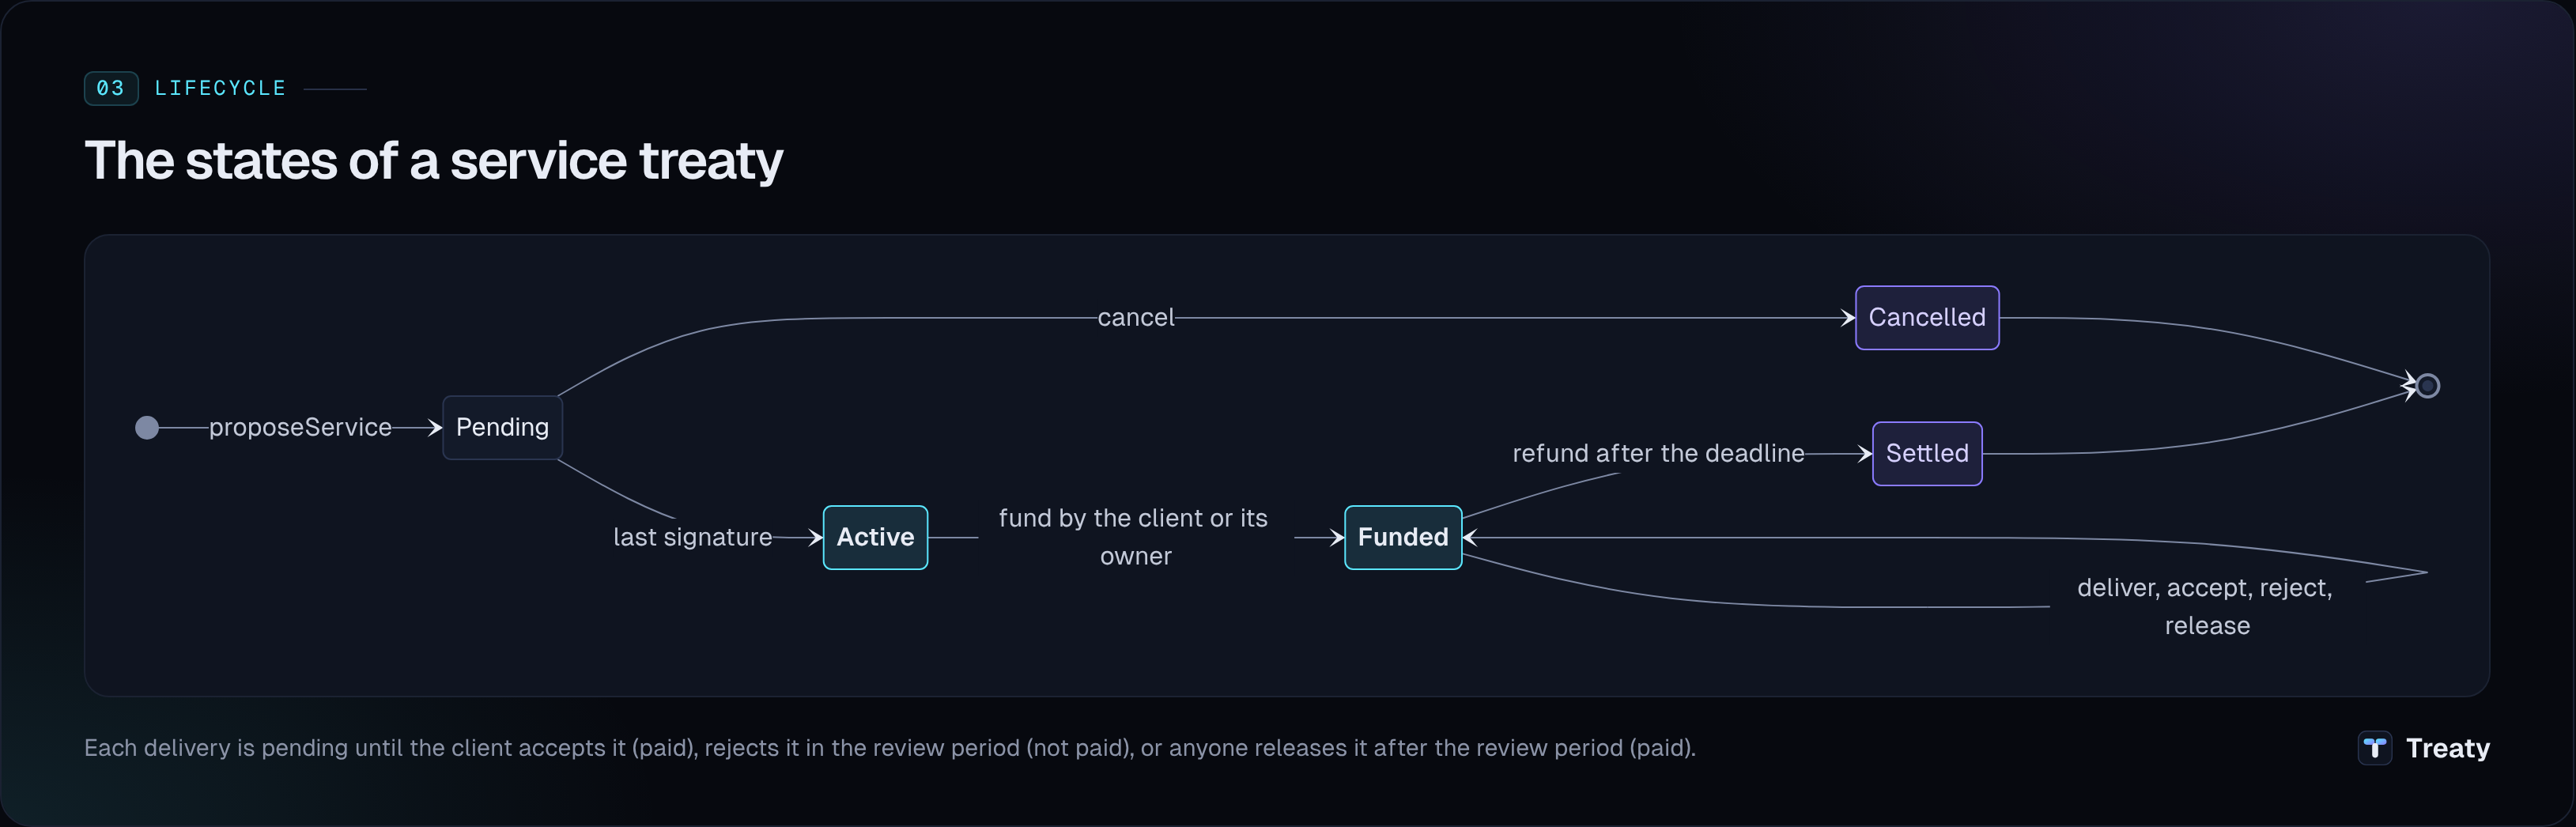 03 LIFECYCLE
The states of a service treaty
cancel
Cancelled
proposeService
Pending
refund after the deadline
Settled
last signature
Active
fund by the client or its
owner
Funded
deliver, accept, reject,
release
Each delivery is pending until the client accepts it (paid), rejects it in the review period (not paid), or anyone releases it after the review period (paid).
Treaty